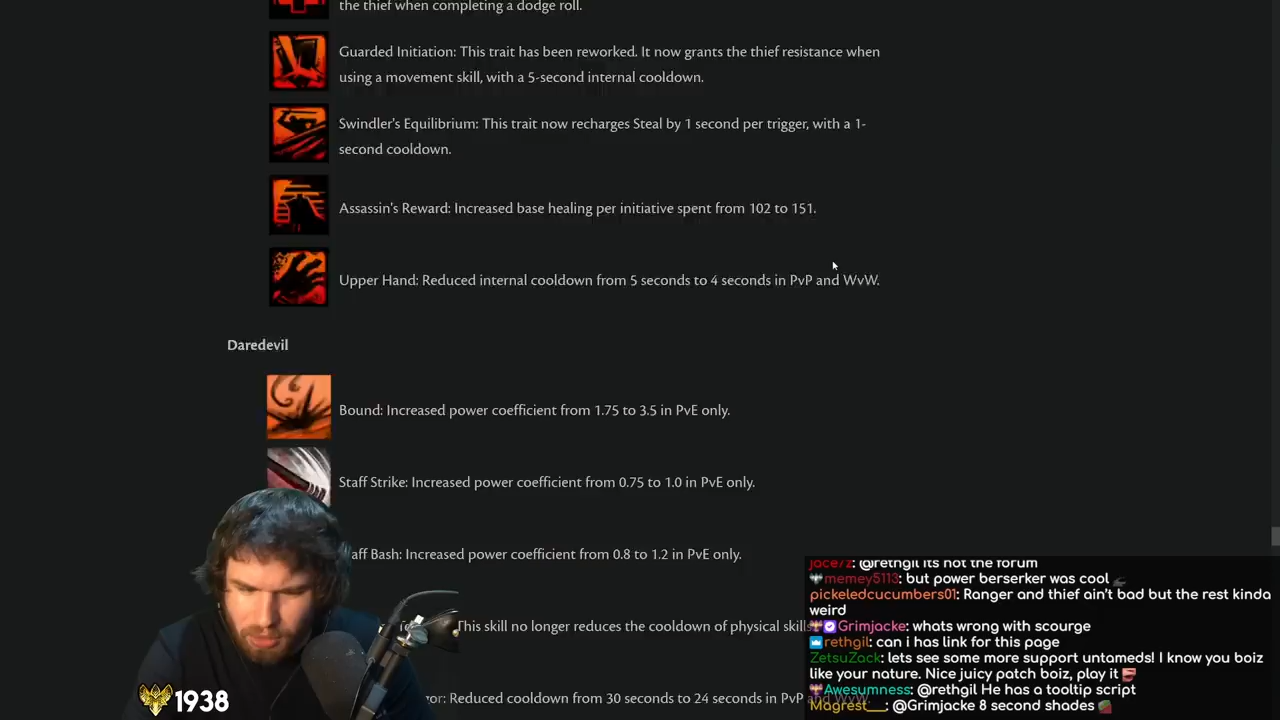 the thief when completing a dodge roll.
Guarded Initiation: This trait has been reworked. It now grants the thief resistance when
using a movement skill, with a 5-second internal cooldown.
Swindler's Equilibrium: This trait now recharges Steal by 1 second per trigger, with a 1-
second cooldown.
Assassin's Reward: Increased base healing per initiative spent from 102 to 151.
Upper Hand: Reduced internal cooldown from 5 seconds to 4 seconds in PvP and WvW.
Daredevil
Bound: Increased power coefficient from 1.75 to 3.5 in PvE only.
Staff Strike: Increased power coefficient from 0.75 to 1.0 in PvE only.
aff Bash: Increased power coefficient from 0.8 to 1.2 in PvE only.
This skill no longer reduces the cooldown of physical skills
gor: Reduced cooldown from 30 seconds to 24 seconds in PvP and WvW.
jace7z: @rethgil its not the forum
memey5113: but power berserker was cool
pickeledcucumbers01: Ranger and thief ain't bad but the rest kinda
weird
Grimjacke: whats wrong with scourge
rethgil: can i has link for this page
ZetsuZack: lets see some more support untameds! I know you boiz
like your nature. Nice juicy patch boiz, play it
Awesumness: @rethgil He has a tooltip script
Magrest__: @Grimjacke 8 second shades
1938